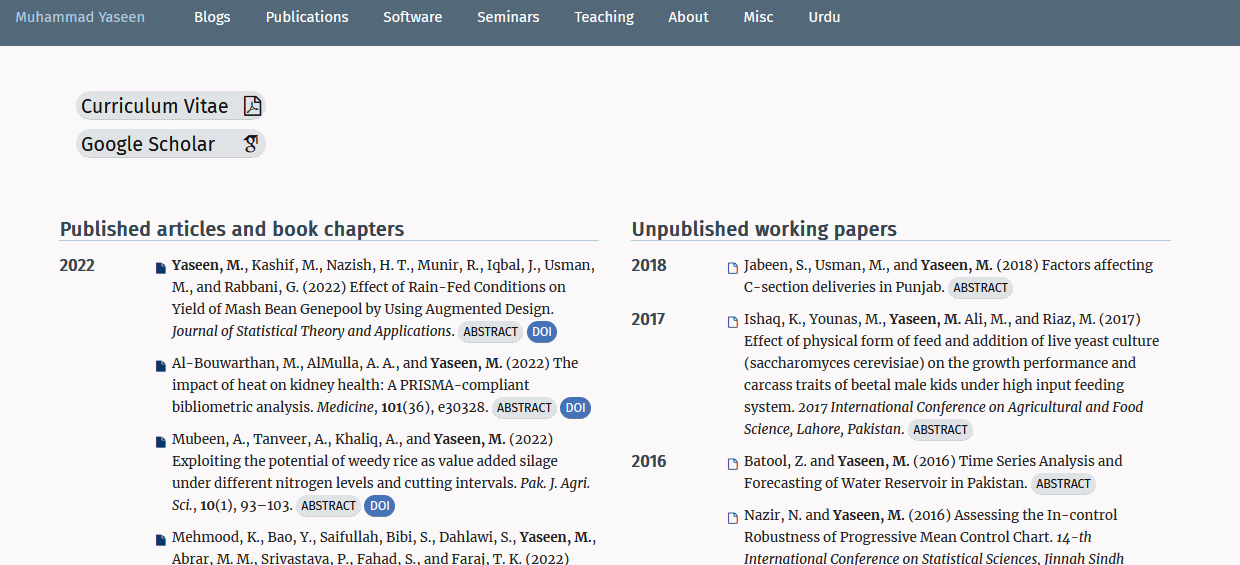 Muhammad Yaseen Blogs Publications Software Seminars Teaching About Misc Urdu
Curriculum Vitae
Google Scholar
Published articles and book chapters
2022 Yaseen, M., Kashif, M., Nazish, H. T., Munir, R., Iqbal, J., Usman,
M., and Rabbani, G. (2022) Effect of Rain-Fed Conditions on
Yield of Mash Bean Genepool by Using Augmented Design.
Journal of Statistical Theory and Applications. ABSTRACT DOI
Al-Bouwarthan, M., AlMulla, A. A., and Yaseen, M. (2022) The
impact of heat on kidney health: A PRISMA-compliant
bibliometric analysis. Medicine, 101(36), e30328. ABSTRACT DOI
Mubeen, A., Tanveer, A., Khaliq, A., and Yaseen, M. (2022)
Exploiting the potential of weedy rice as value added silage
under different nitrogen levels and cutting intervals. Pak. J. Agri.
Sci., 10(1), 93–103. ABSTRACT DOI
Mehmood, K., Bao, Y., Saifullah, Bibi, S., Dahlawi, S., Yaseen, M.,
Abrar, M. M., Srivastava, P., Fahad, S., and Faraj, T. K. (2022)
Unpublished working papers
2018 Jabeen, S., Usman, M., and Yaseen, M. (2018) Factors affecting
C-section deliveries in Punjab. ABSTRACT
2017 Ishaq, K., Younas, M., Yaseen, M. Ali, M., and Riaz, M. (2017)
Effect of physical form of feed and addition of live yeast culture
(saccharomyces cerevisiae) on the growth performance and
carcass traits of beetal male kids under high input feeding
system. 2017 International Conference on Agricultural and Food
Science, Lahore, Pakistan. ABSTRACT
2016 Batool, Z. and Yaseen, M. (2016) Time Series Analysis and
Forecasting of Water Reservoir in Pakistan. ABSTRACT
Nazir, N. and Yaseen, M. (2016) Assessing the In-control
Robustness of Progressive Mean Control Chart. 14-th
International Conference on Statistical Sciences, Jinnah Sindh